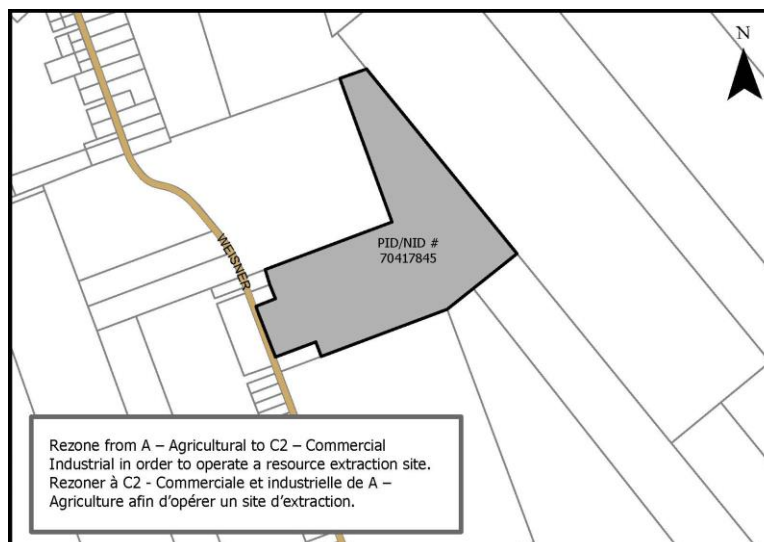 N
PID/NID #
70417845
WEISNER
Rezone from A – Agricultural to C2 – Commercial
Industrial in order to operate a resource extraction site.
Rezoner à C2 - Commerciale et industrielle de A –
Agriculture afin d'opérer un site d'extraction.